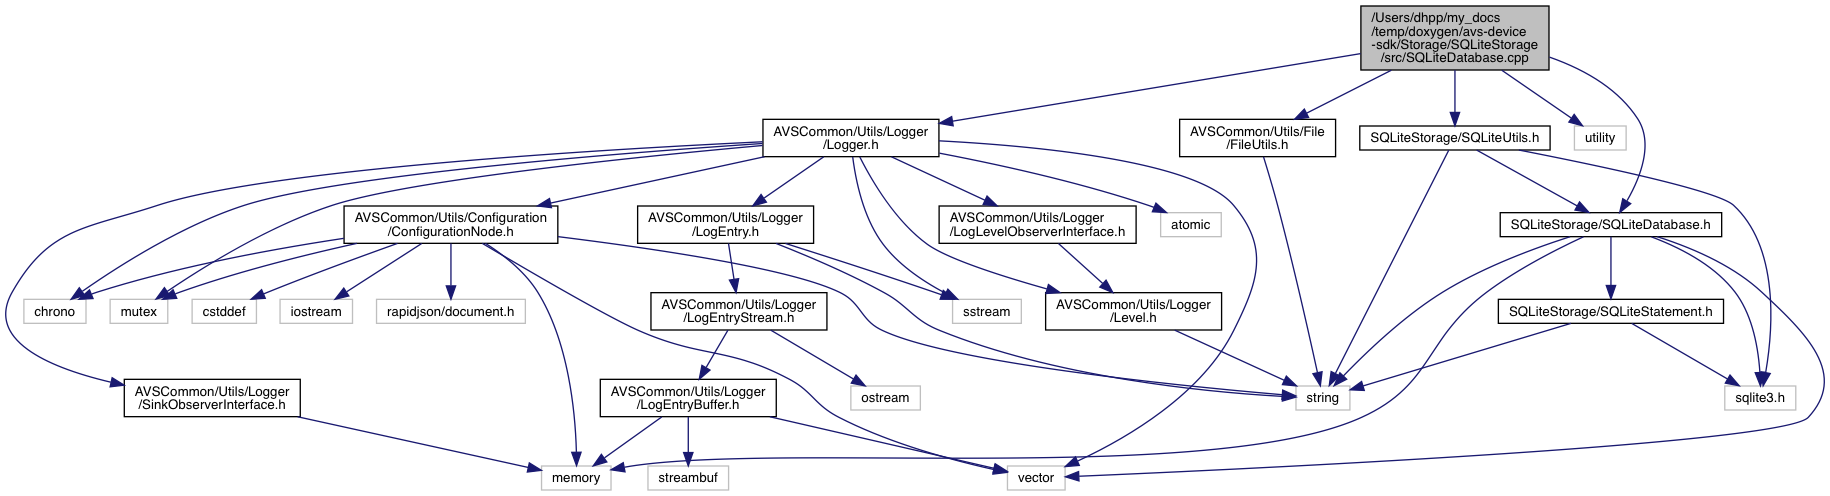 /Users/dhpp/my_docs
/temp/doxygen/avs-device
-sdk/Storage/SQLiteStorage
/src/SQLiteDatabase.cpp
AVSCommon/Utils/Logger
/Logger.h
AVSCommon/Utils/File
/FileUtils.h
SQLiteStorage/SQLiteUtils.h
utility
AVSCommon/Utils/Configuration
/ConfigurationNode.h
AVSCommon/Utils/Logger
/LogEntry.h
AVSCommon/Utils/Logger
/LogLevelObserverInterface.h
atomic
SQLiteStorage/SQLiteDatabase.h
chrono
mutex
cstddef
iostream
rapidjson/document.h
AVSCommon/Utils/Logger
/LogEntryStream.h
sstream
AVSCommon/Utils/Logger
/Level.h
SQLiteStorage/SQLiteStatement.h
AVSCommon/Utils/Logger
/SinkObserverInterface.h
AVSCommon/Utils/Logger
/LogEntryBuffer.h
ostream
string
sqlite3.h
memory
streambuf
vector